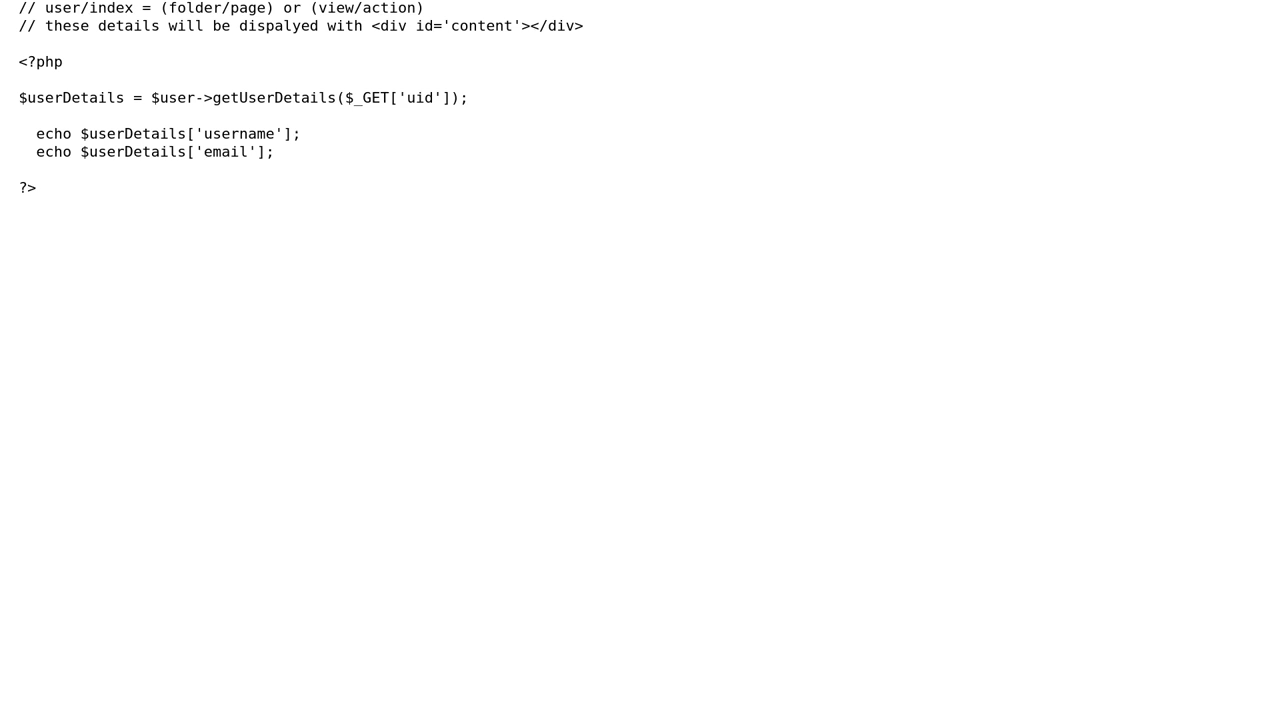 // user/index = (folder/page) or (view/action)
// these details will be dispalyed with <div id='content'></div>
<?php
$userDetails = $user->getUserDetails($_GET['uid']);
echo $userDetails['username'];
echo $userDetails['email'];
?>